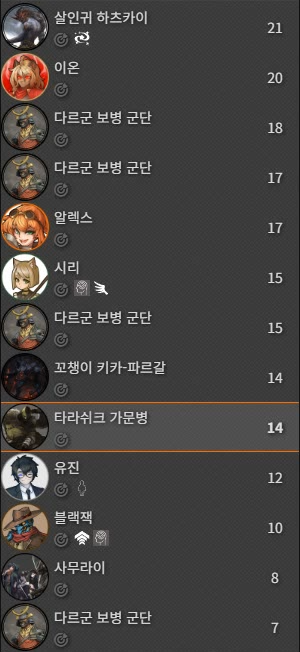 살인귀 하츠카이 21
이온 20
다르군 보병 군단 18
다르군 보병 군단 17
알렉스 17
시리 15
다르군 보병 군단 15
꼬챙이 키카-파르갈 14
타라쉬크 가문병 14
유진 12
블랙잭 10
사무라이 8
다르군 보병 군단 7